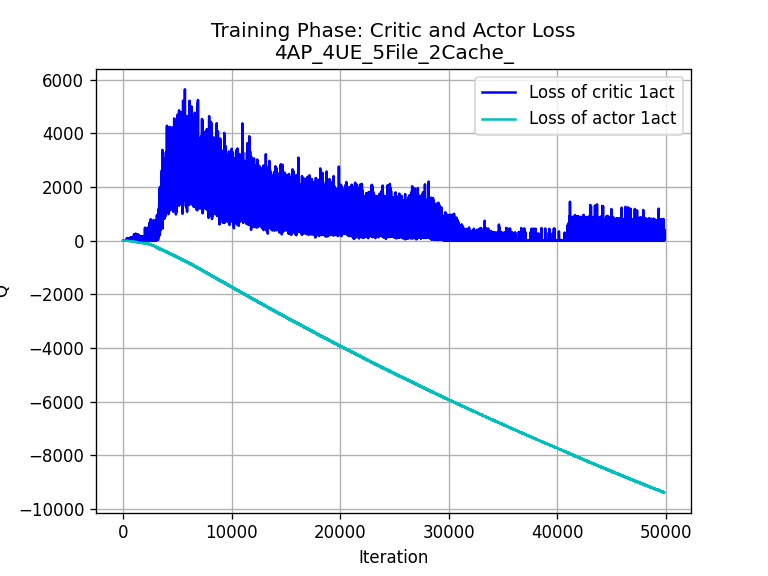 Training Phase: Critic and Actor Loss
4AP_4UE_5File_2Cache_
6000
4000
2000
0
−2000
−4000
−6000
−8000
−10000
Q
Loss of critic 1act
Loss of actor 1act
0 10000 20000 30000 40000 50000
Iteration